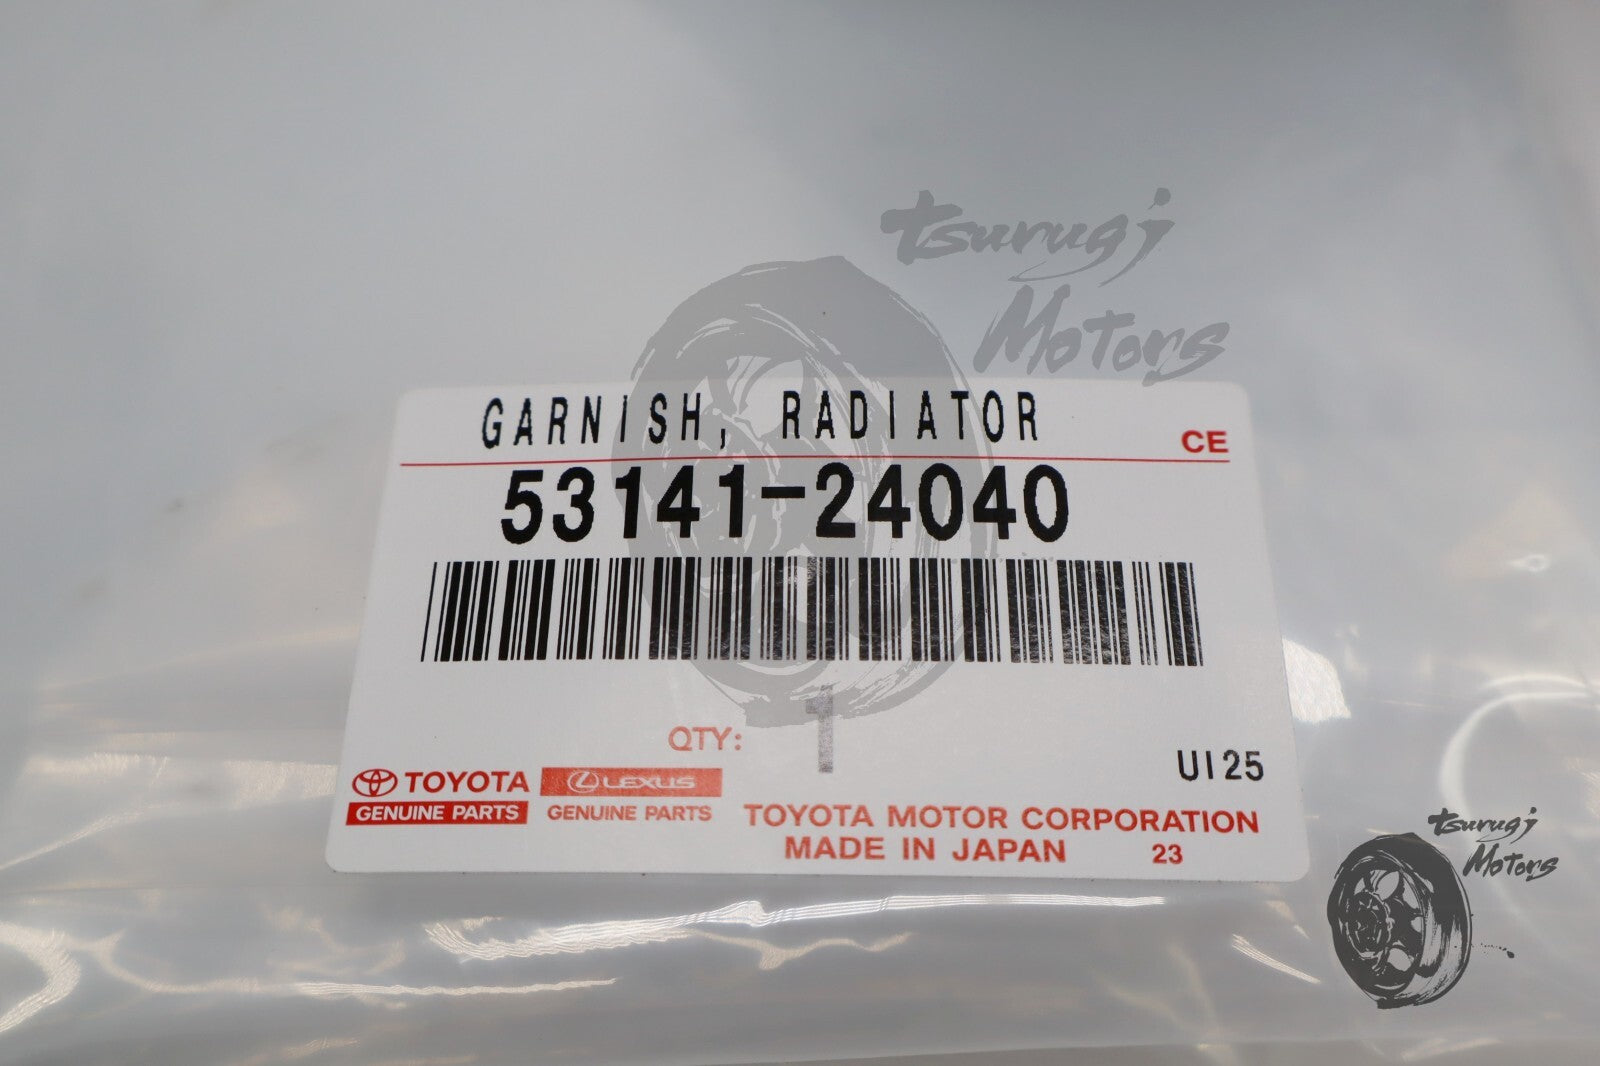 tsurugi
Motors
GARNISH, RADIATOR
CE
53141-24040
QTY: 1
UI25
TOYOTA
GENUINE PARTS
LEXUS
GENUINE PARTS
TOYOTA MOTOR CORPORATION
MADE IN JAPAN 23
tsurugi
Motors